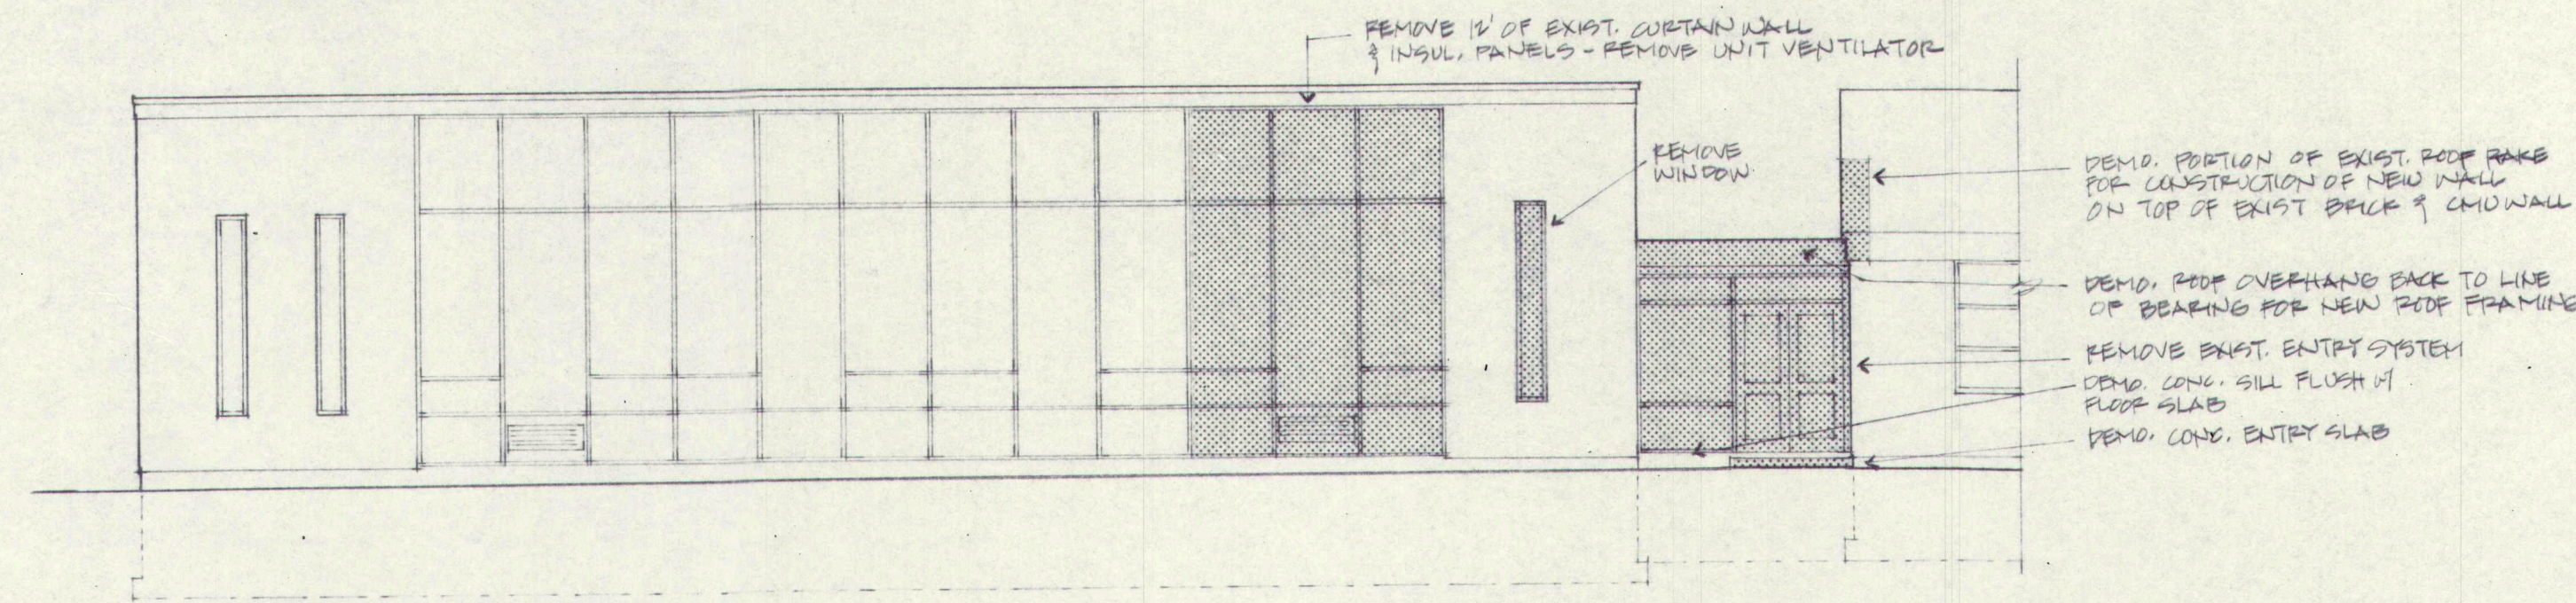 REMOVE 12' OF EXIST. CURTAIN WALL
& INSUL. PANELS - REMOVE UNIT VENTILATOR
REMOVE
WINDOW
DEMO. PORTION OF EXIST. ROOF RAKE
FOR CONSTRUCTION OF NEW WALL
ON TOP OF EXIST BRICK & CMU WALL
DEMO. ROOF OVERHANG BACK TO LINE
OF BEARING FOR NEW ROOF FRAMING
REMOVE EXIST. ENTRY SYSTEM
DEMO. CONC. SILL FLUSH W/
FLOOR SLAB
DEMO. CONC. ENTRY SLAB